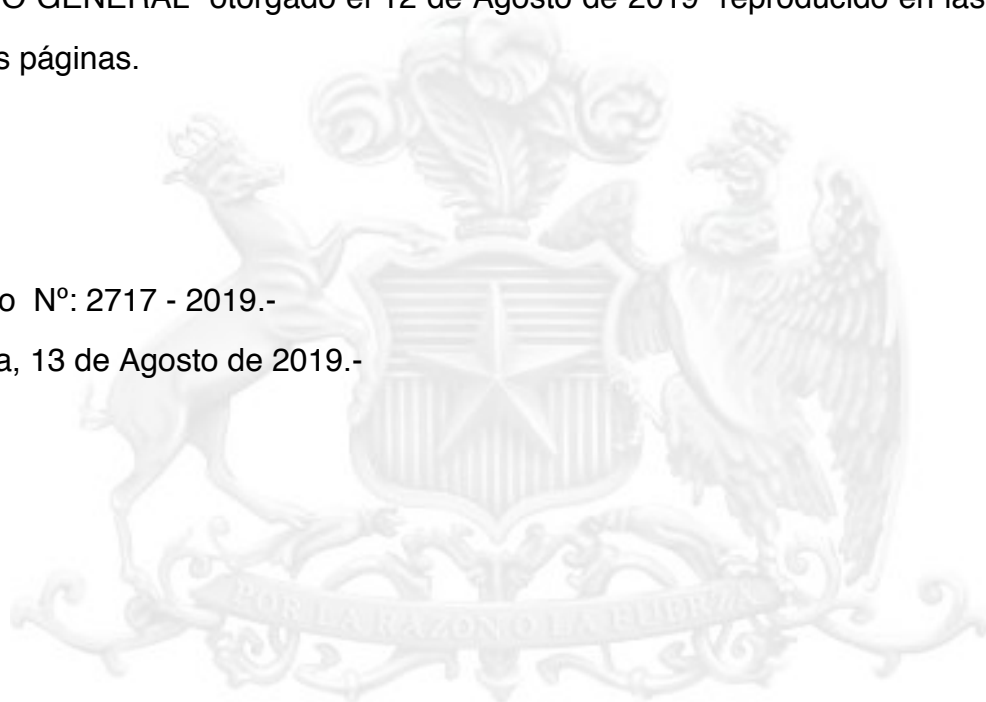 O GENERAL otorgado el 12 de Agosto de 2019 reproducido en las
s páginas.
o Nº: 2717 - 2019.-
a, 13 de Agosto de 2019.-
POR LA RAZON O LA FUERZA